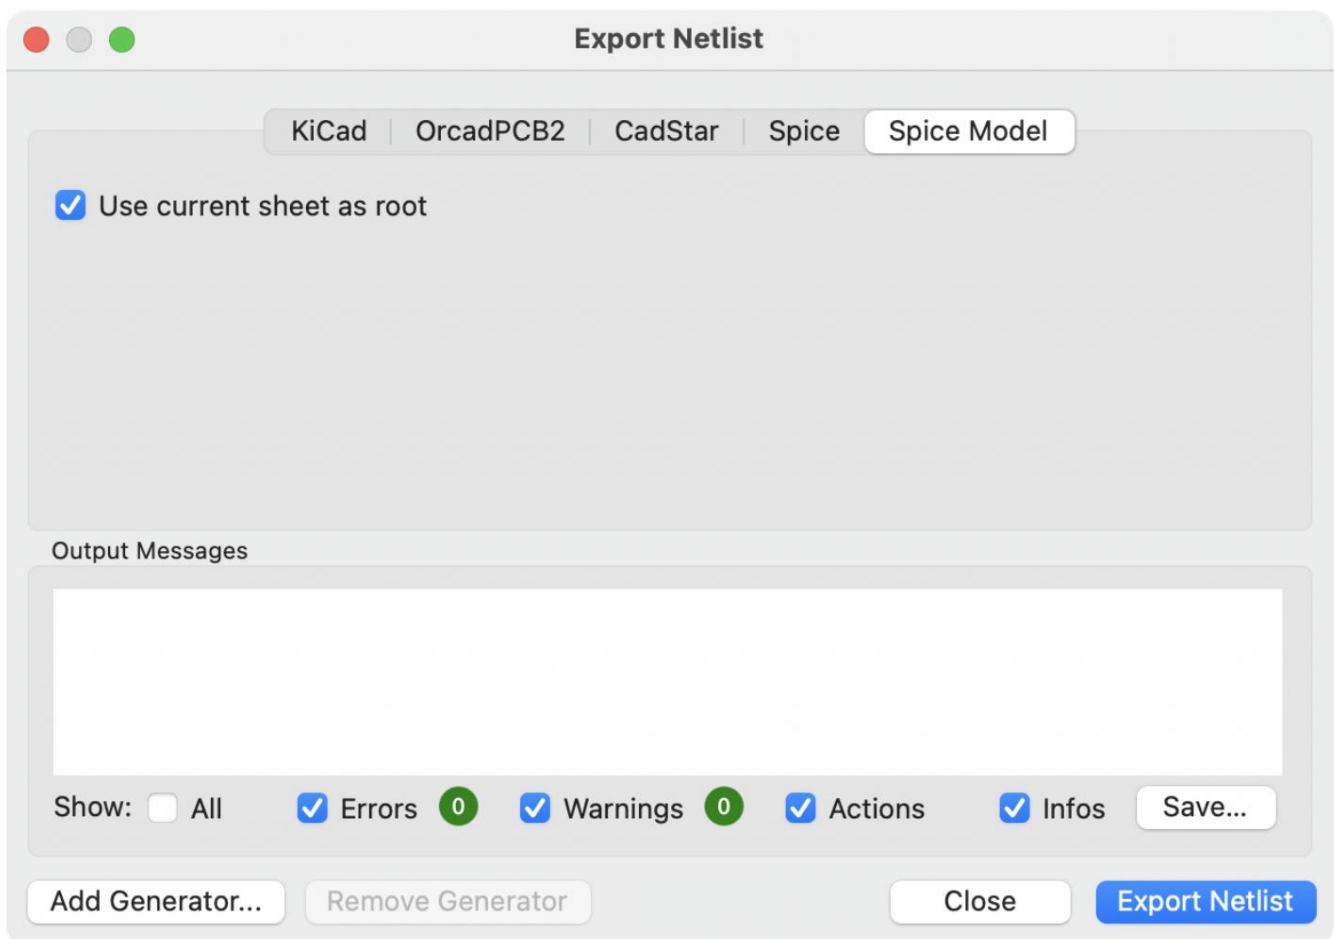 Export Netlist
KiCad OrcadPCB2 CadStar Spice Spice Model
Use current sheet as root
Output Messages
Show: All Errors 0 Warnings 0 Actions Infos Save...
Add Generator... Remove Generator Close Export Netlist